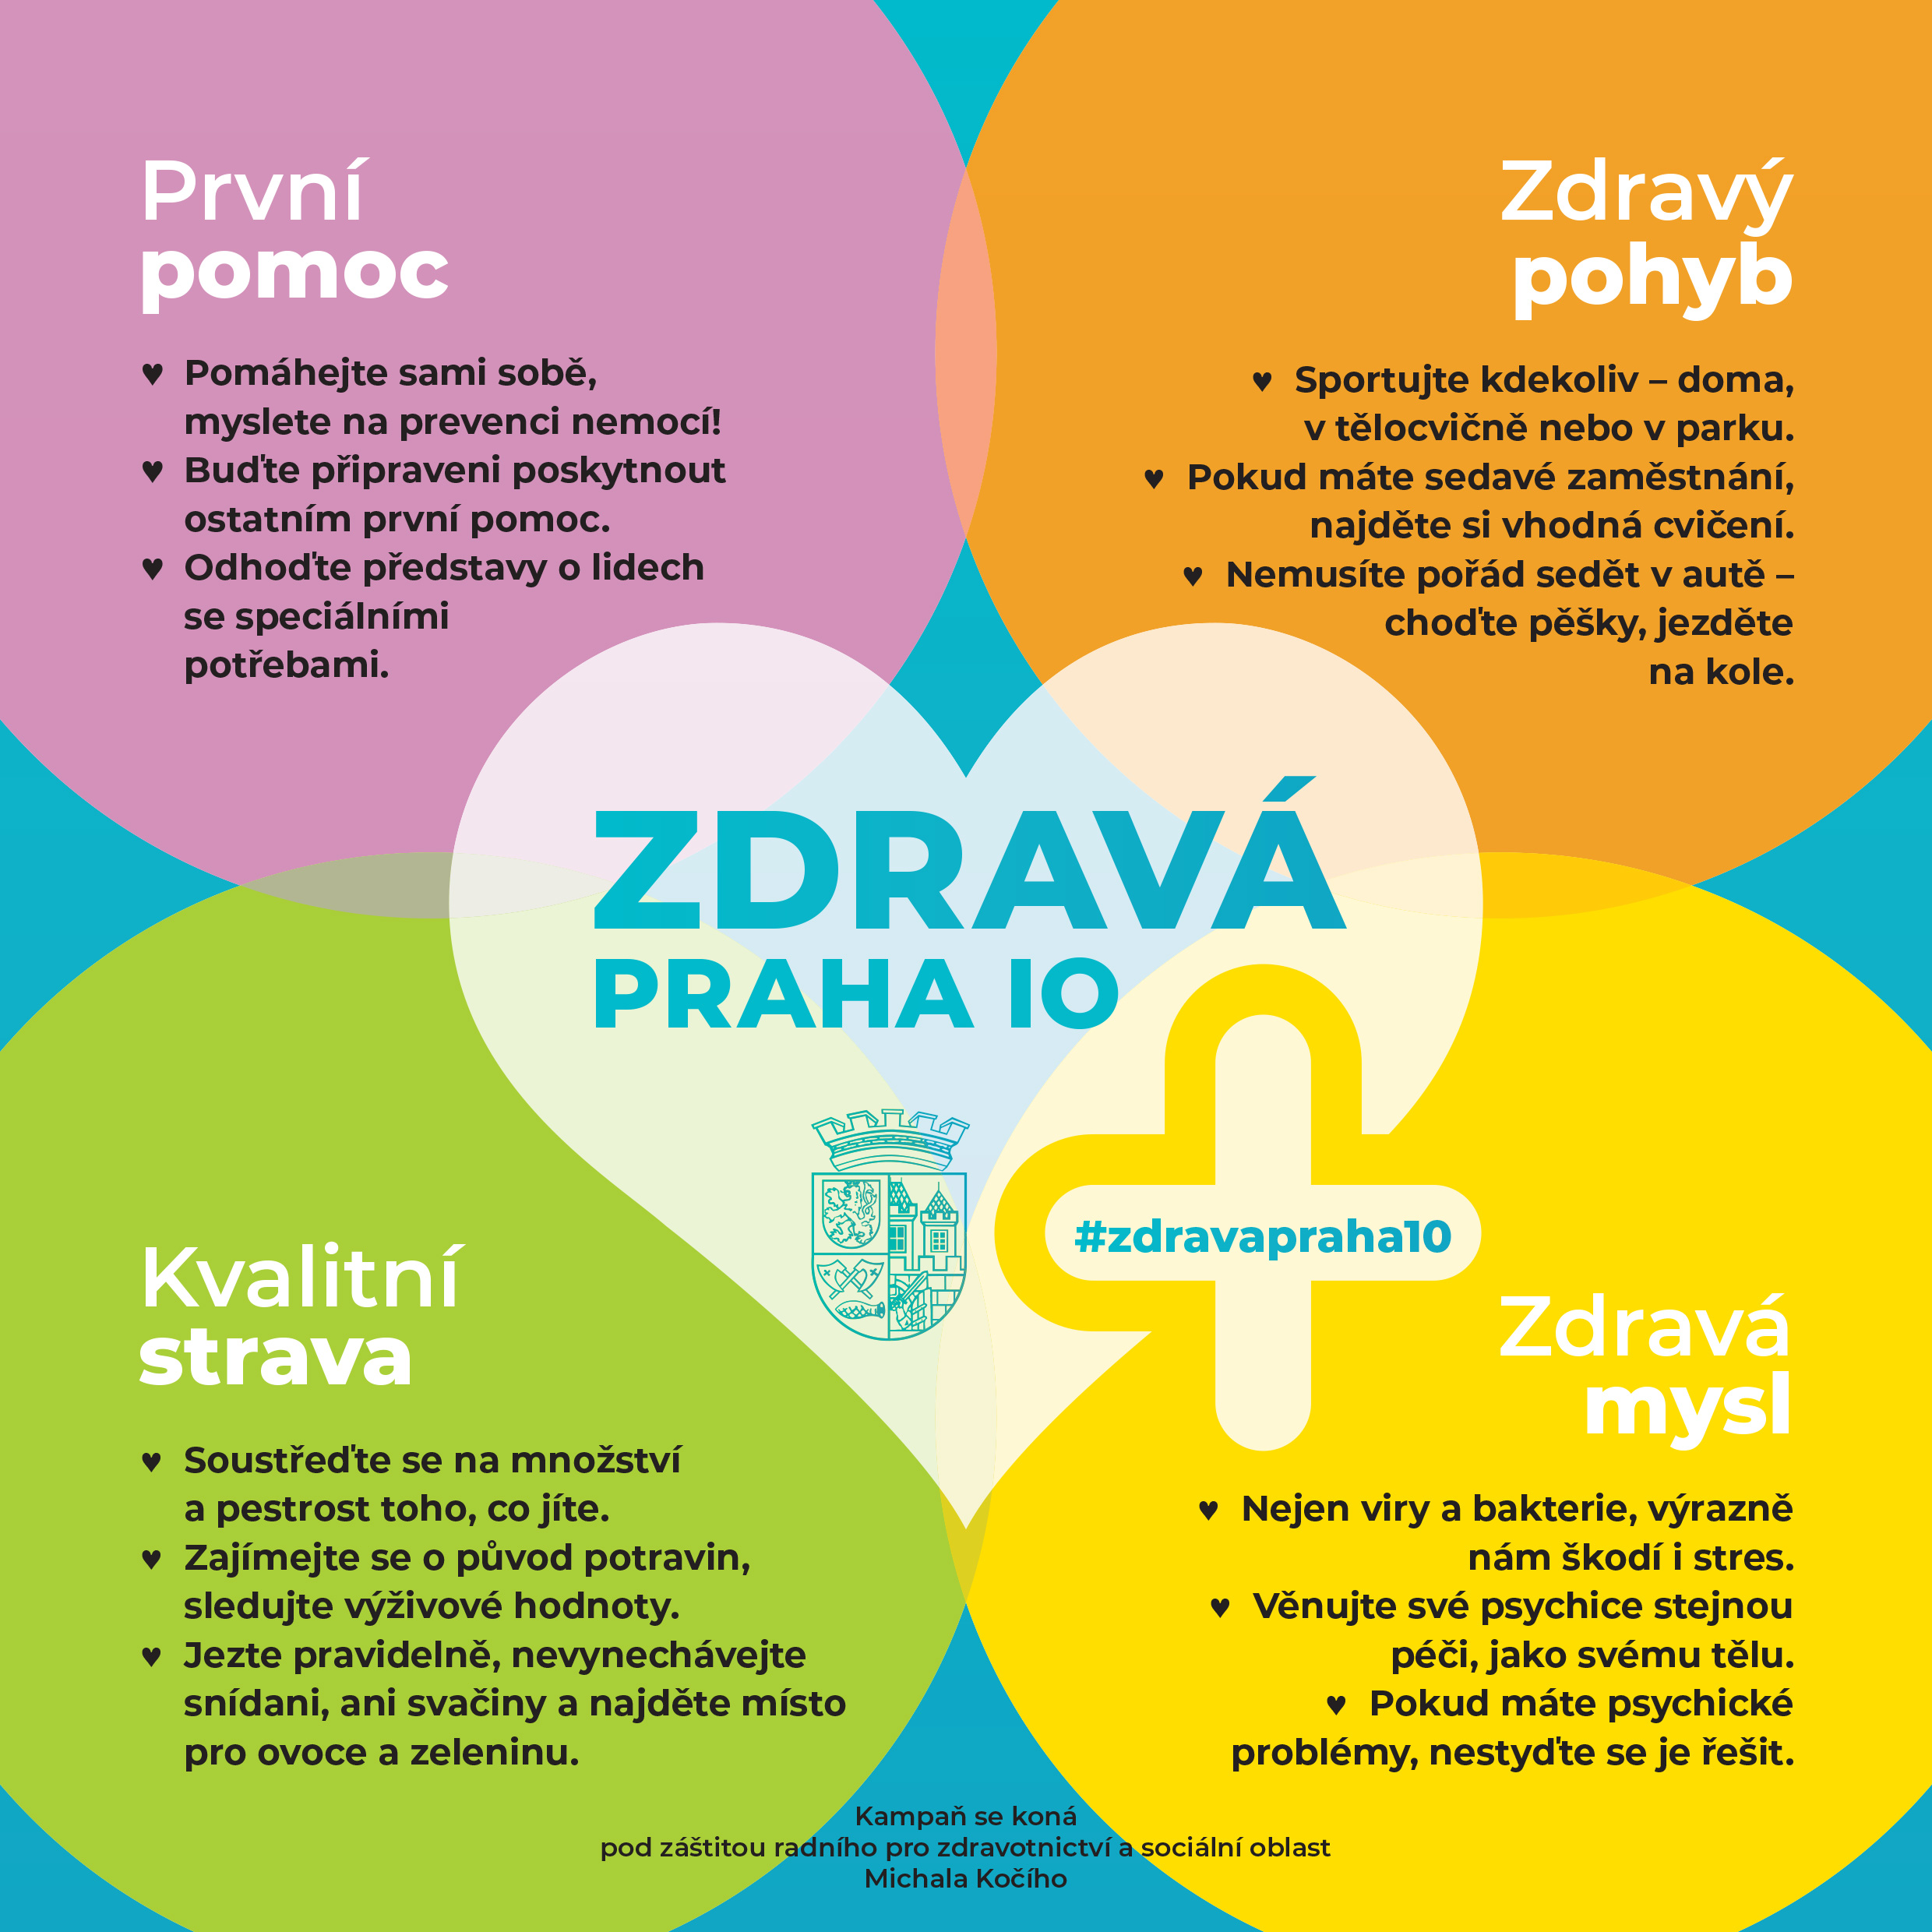 První
pomoc
♥ Pomáhejte sami sobě,
myslete na prevenci nemocí!
♥ Buďte připraveni poskytnout
ostatním první pomoc.
♥ Odhoďte představy o lidech
se speciálními
potřebami.
Zdravý
pohyb
♥ Sportujte kdekoliv – doma,
v tělocvičně nebo v parku.
♥ Pokud máte sedavé zaměstnání,
najděte si vhodná cvičení.
♥ Nemusíte pořád sedět v autě –
choďte pěšky, jezděte
na kole.
ZDRAVÁ
PRAHA 10
#zdravapraha10
Kvalitní
strava
♥ Soustřeďte se na množství
a pestrost toho, co jíte.
♥ Zajímejte se o původ potravin,
sledujte výživové hodnoty.
♥ Jezte pravidelně, nevynechávejte
snídani, ani svačiny a najděte místo
pro ovoce a zeleninu.
Zdravá
mysl
♥ Nejen viry a bakterie, výrazně
nám škodí i stres.
♥ Věnujte své psychice stejnou
péči, jako svému tělu.
♥ Pokud máte psychické
problémy, nestyďte se je řešit.
Kampaň se koná
pod záštitou radního pro zdravotnictví a sociální oblast
Michala Kočího